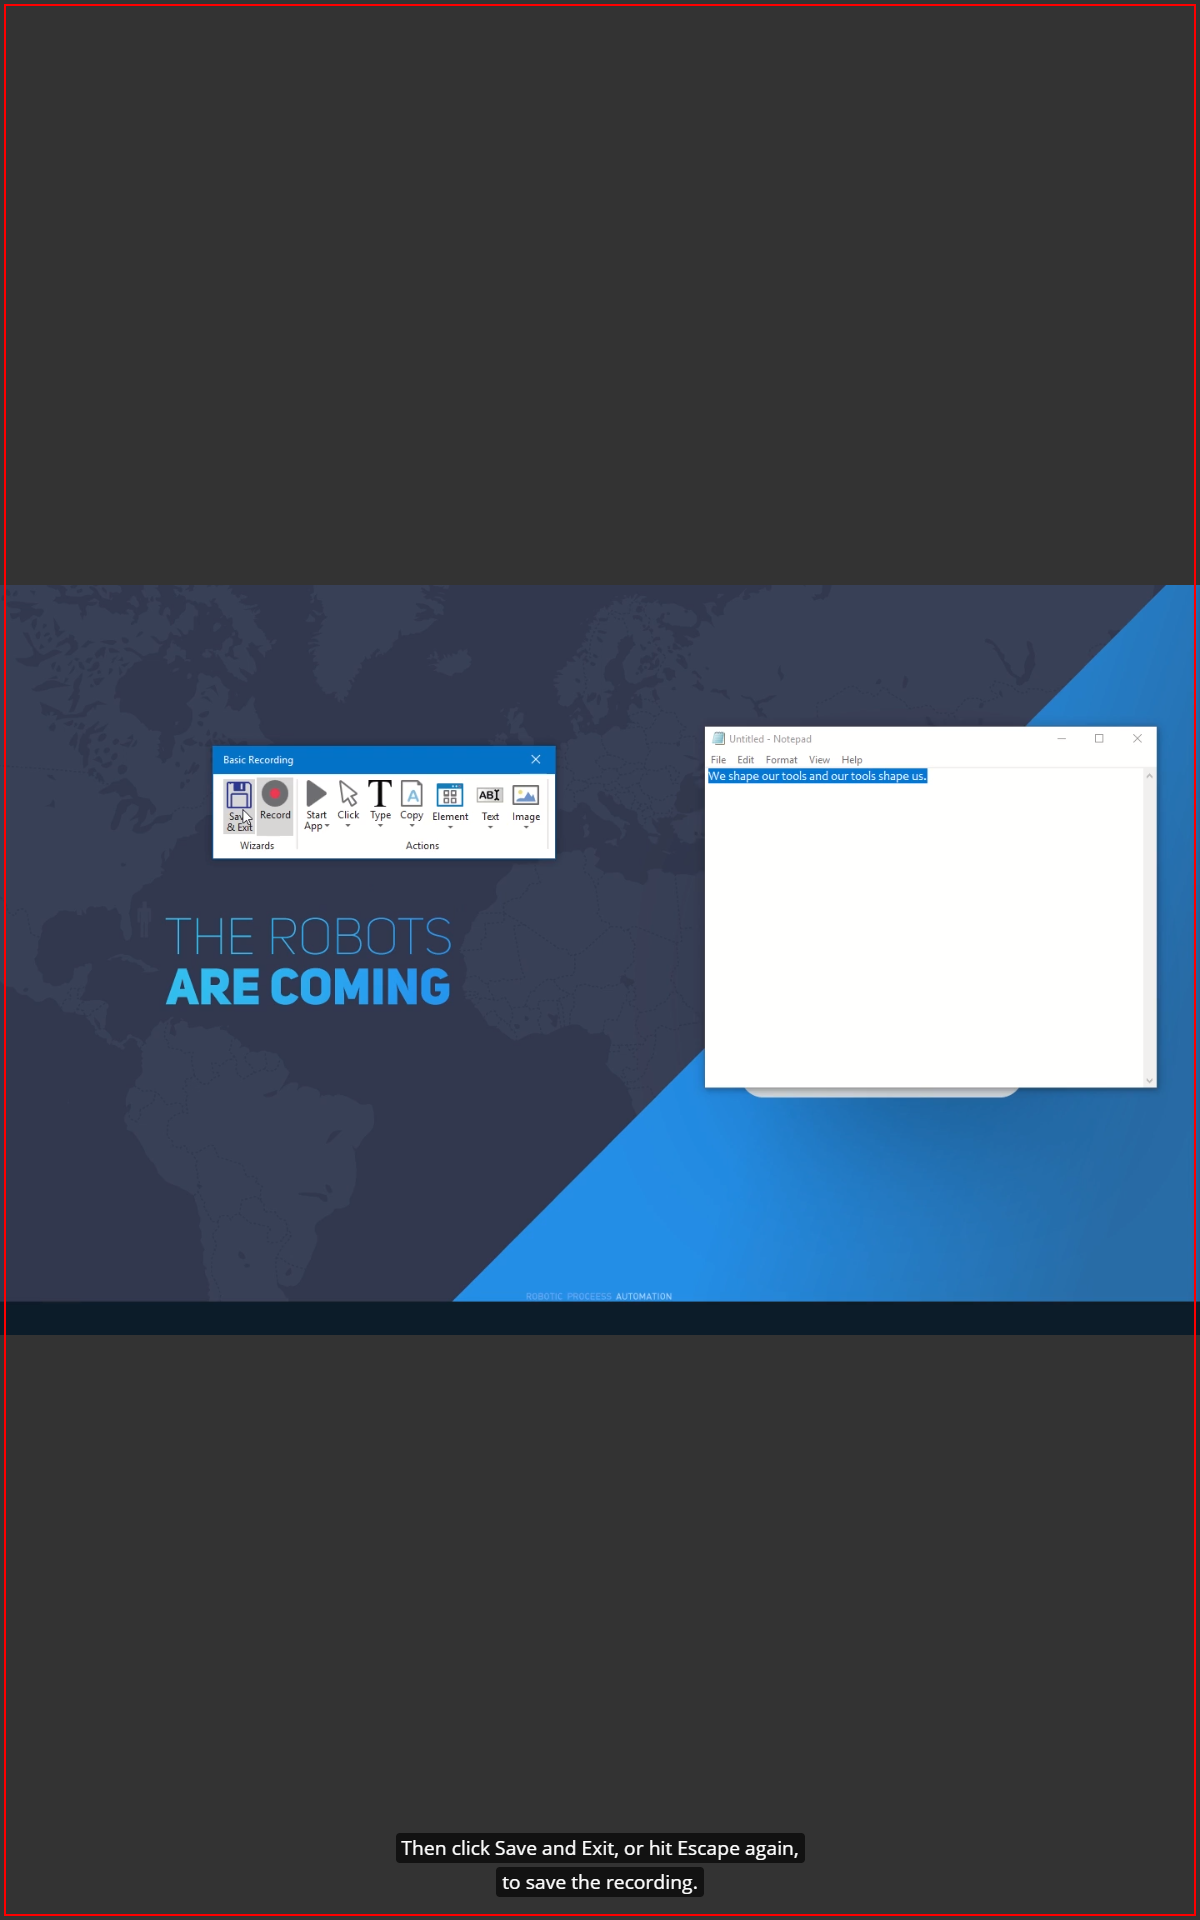 Basic Recording
Save & Exit
Record
Start App
Click
Type
Copy
Element
Text
Image
Wizards
Actions
Untitled - Notepad
File Edit Format View Help
We shape our tools and our tools shape us.
THE ROBOTS
ARE COMING
ROBOTIC PROCEESS AUTOMATION
Then click Save and Exit, or hit Escape again,
to save the recording.